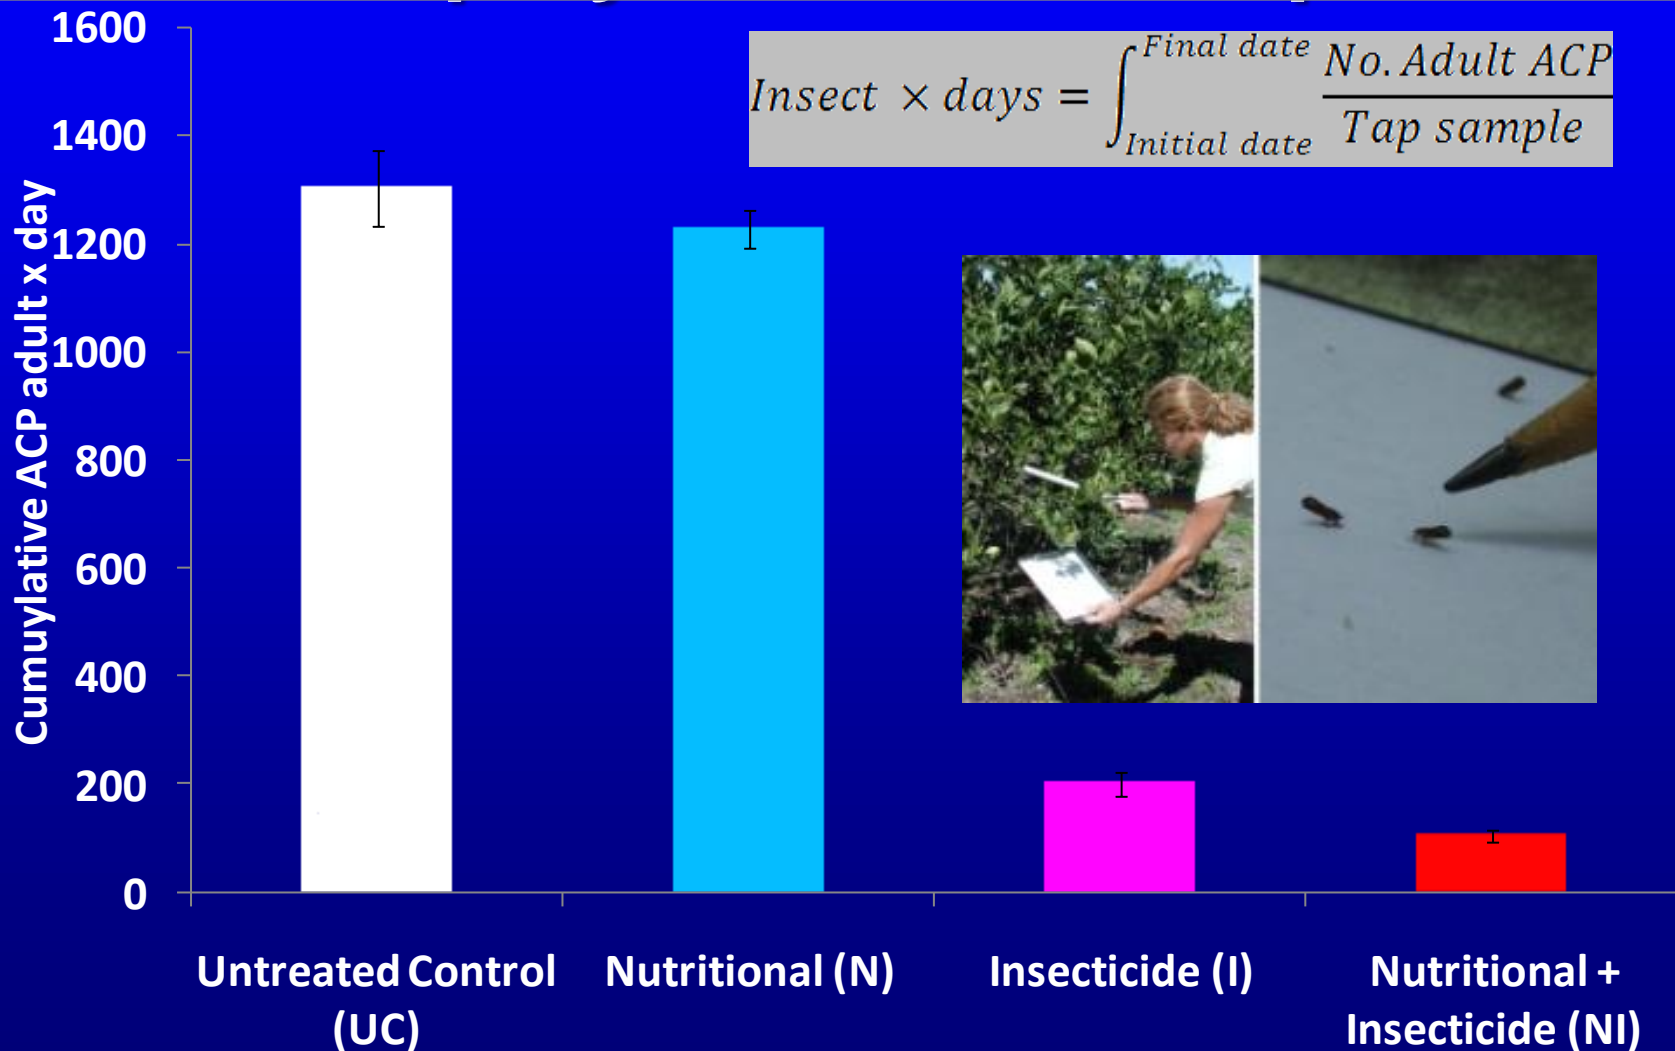 1600
1400
1200
1000
800
600
400
200
0
Cumuylative ACP adult x day
Insect × days = ∫ Final date Initial date No. Adult ACP / Tap sample
Untreated Control
(UC)
Nutritional (N)
Insecticide (I)
Nutritional +
Insecticide (NI)